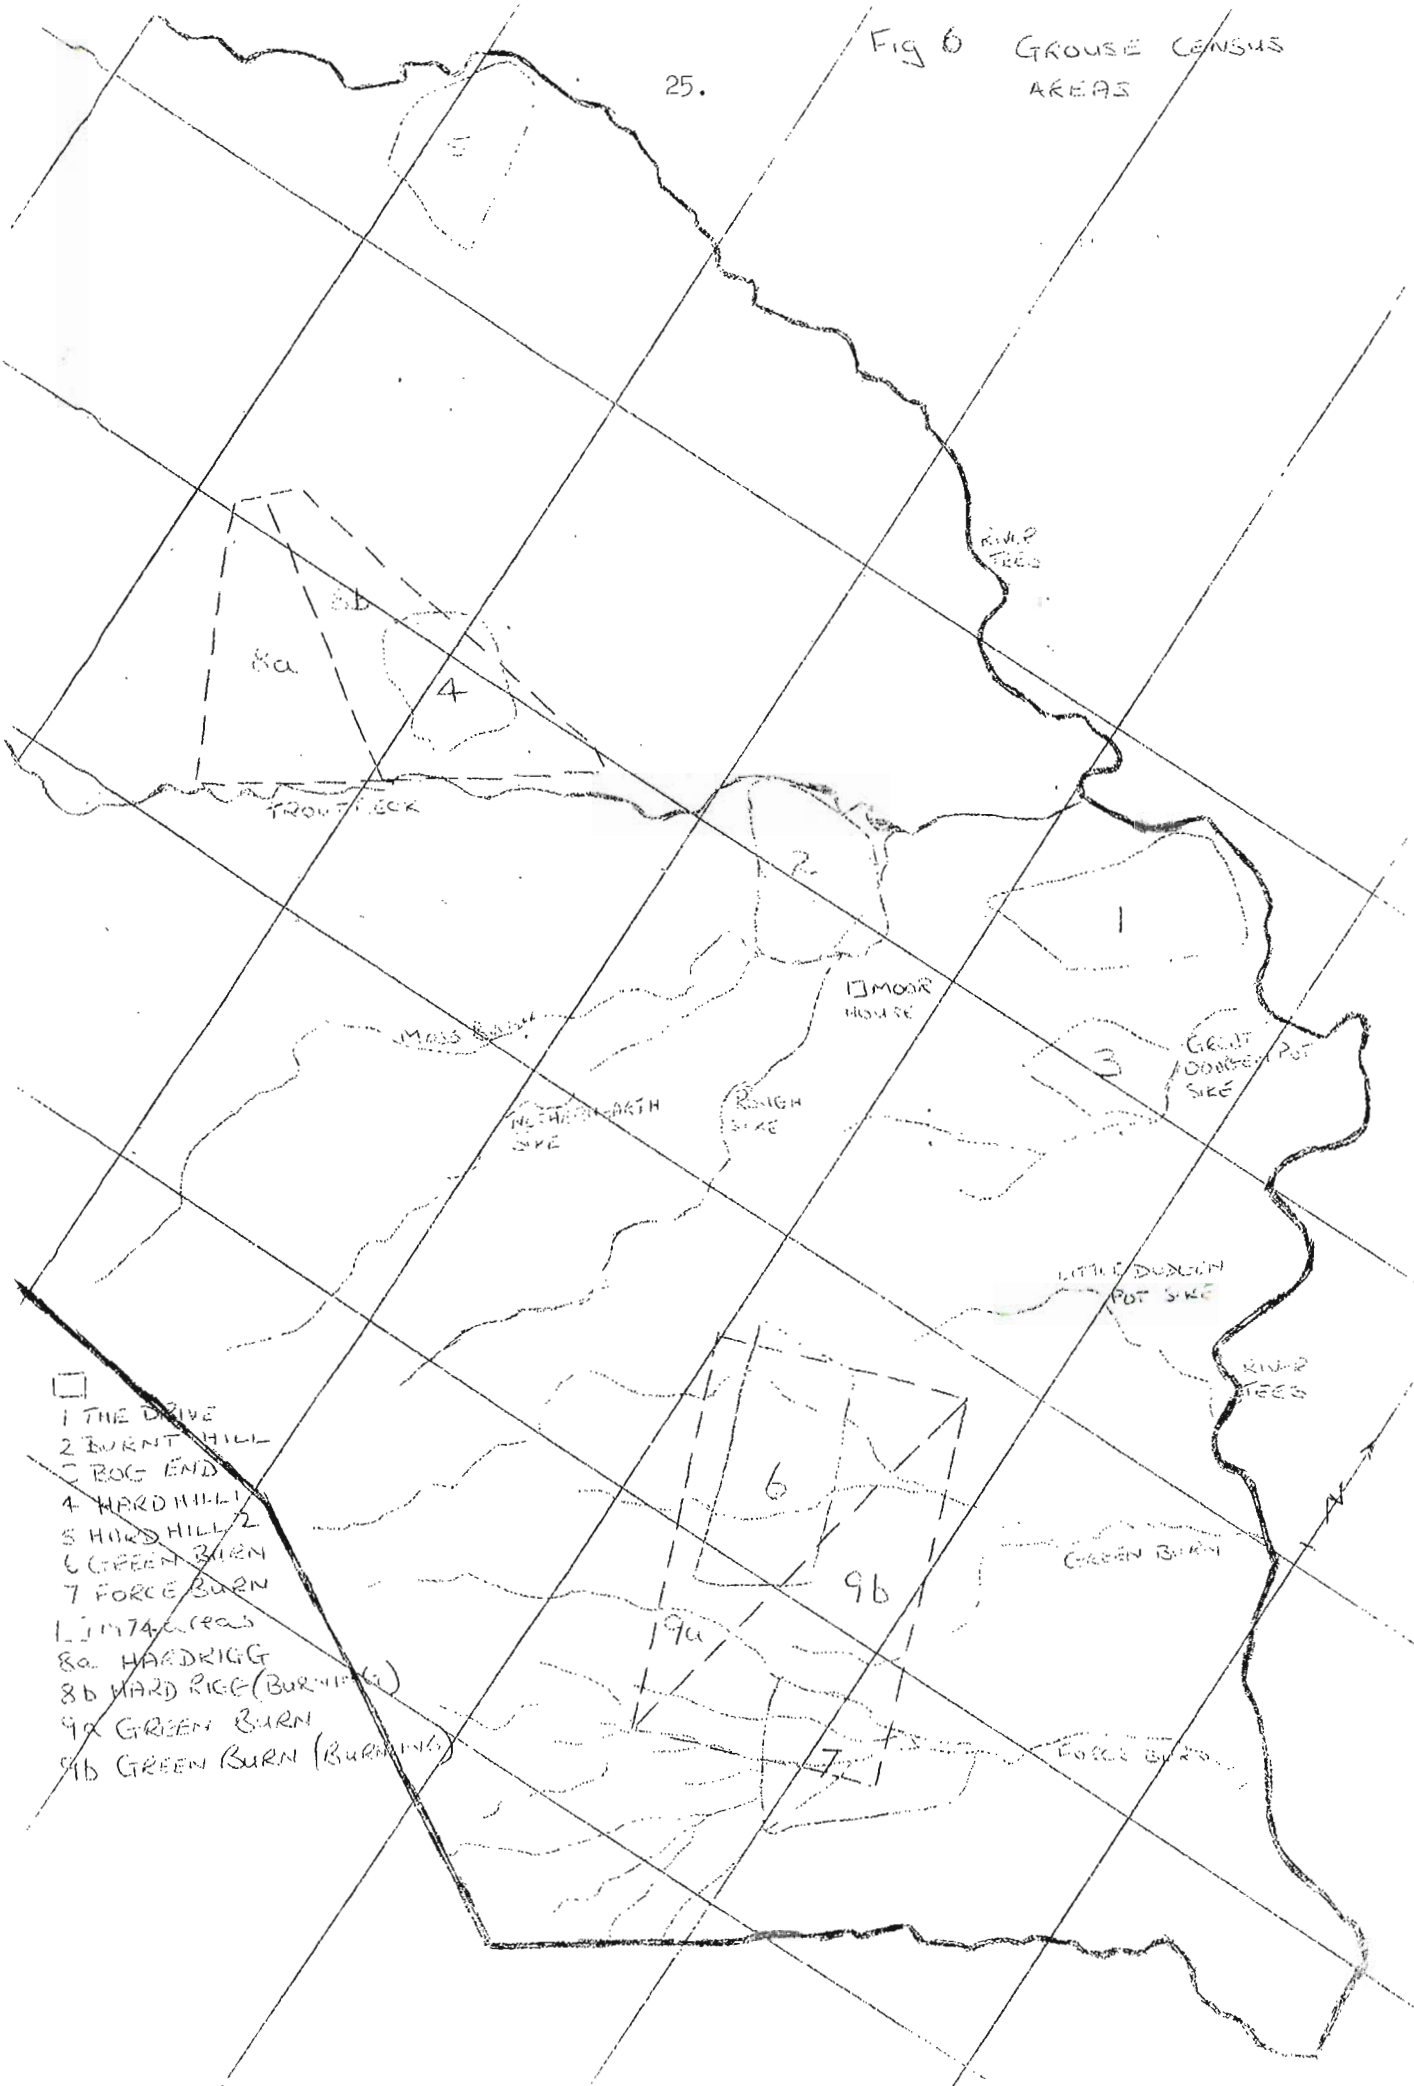 Fig 6 GROUSE CENSUS
AREAS
25.
5
RIVER
TEES
8b
8a
4
TROUT BECK
2
1
MOOR
HOUSE
MOSS BURN
3
GREAT
DODGEN POT
SIKE
NETHERHEARTH
SIKE
ROUGH
SIKE
LITTLE DODGEN
POT SIKE
RIVER
TEES
1 THE DRIVE
2 BURNT HILL
3 BOG END
4 HARD HILL 1
5 HARD HILL 2
6 GREEN BURN
7 FORCE BURN
1974 areas
8a HARDRIGG
8b HARD RIGG (BURNING)
9a GREEN BURN
9b GREEN BURN (BURNING)
6
N
GREEN BURN
9b
9a
7
FORCE BURN